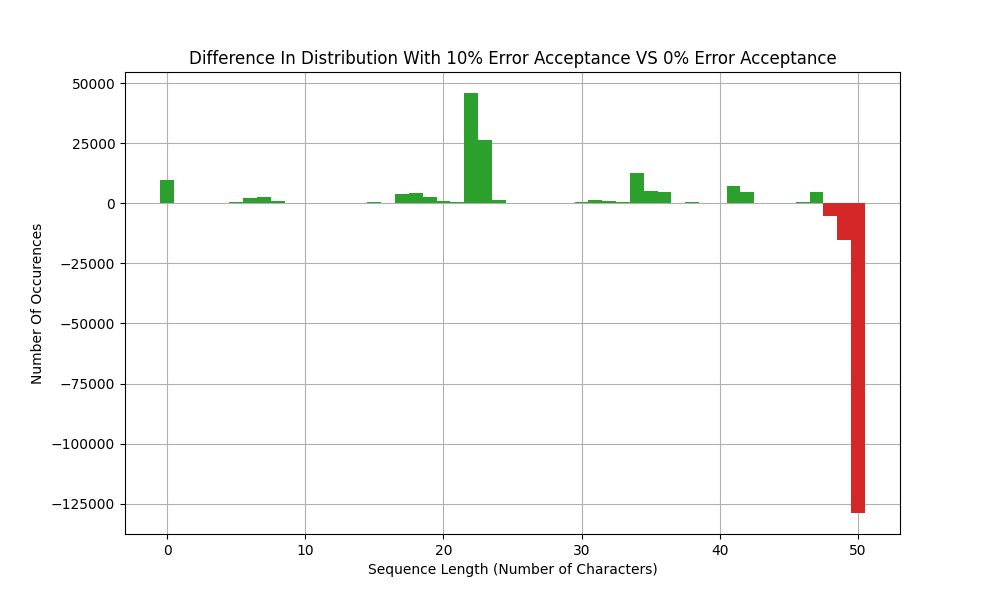 Difference In Distribution With 10% Error Acceptance VS 0% Error Acceptance
50000
25000
0
−25000
−50000
−75000
−100000
−125000
Number Of Occurences
0 10 20 30 40 50
Sequence Length (Number of Characters)